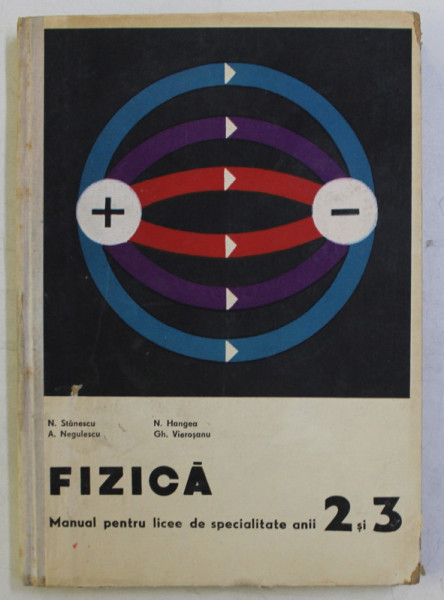 + −
N. Stănescu N. Hangea
A. Negulescu Gh. Vieroșanu
FIZICĂ
Manual pentru licee de specialitate anii 2 și 3